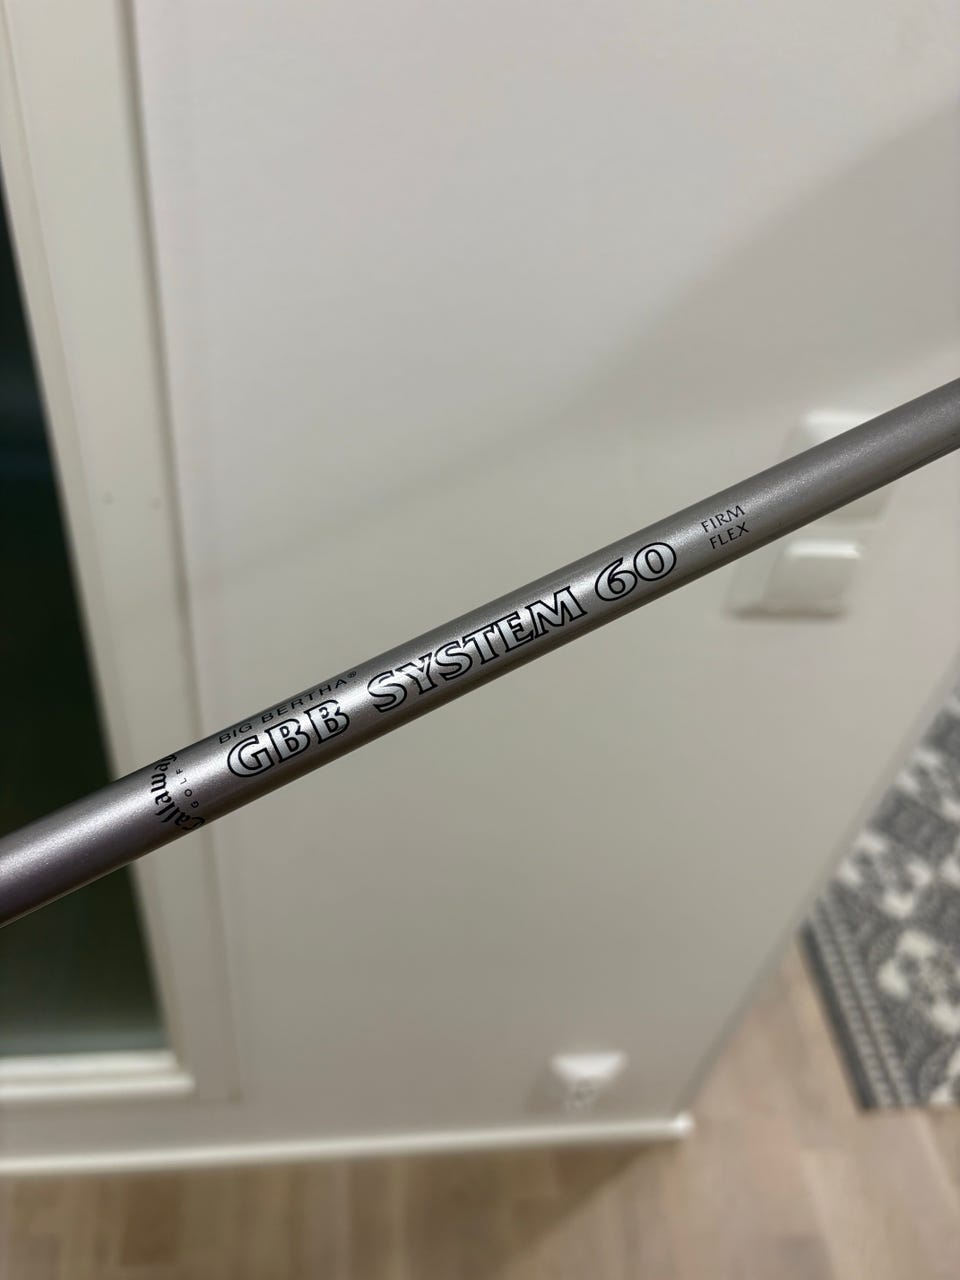 Callaway
GOLF
BIG BERTHA®
GBB SYSTEM 60
FIRM
FLEX